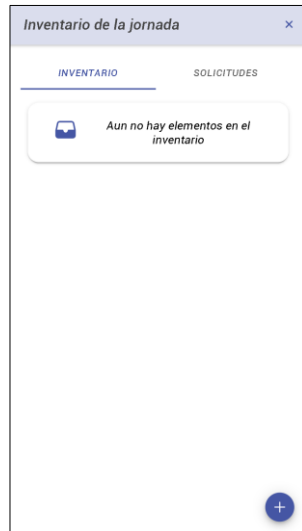 Inventario de la jornada
INVENTARIO
SOLICITUDES
Aun no hay elementos en el
inventario